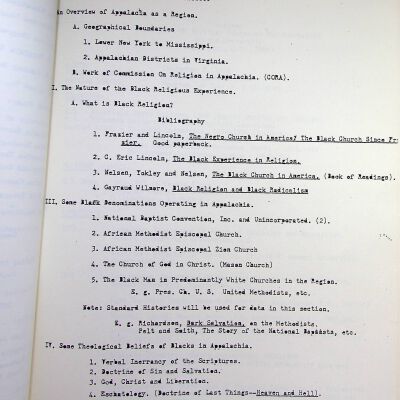 An Overview of Appalachia as a Region.
A. Geographical Boundaries
1. Lower New York to Mississippi.
2. Appalachian Districts in Virginia.
B. Work of Commission On Religion in Appalachia. (CORA).
I. The Nature of the Black Religious Experience.
A. What is Black Religion?
Bibliography
1. Frazier and Lincoln, The Negro Church in America/ The Black Church Since Fra-
zier. Good paperback.
2. C. Eric Lincoln, The Black Experience in Religion.
3. Nelsen, Yokley and Nelsen, The Black Church in America. (Book of Readings).
4. Gayraud Wilmore, Black Religion and Black Radicalism
III. Some Black Denominations Operating in Appalachia.
1. National Baptist Convention, Inc. and Unincorporated. (2).
2. African Methodist Episcopal Church.
3. African Methodist Episcopal Zion Church
4. The Church of God in Christ. (Mason Church)
5. The Black Man in Predominantly White Churches in the Region.
E. g. Pres. Ch. U. S. United Methodists, etc.
Note: Standard Histories will be used for data in this section.
E. g. Richardson, Dark Salvation, on the Methodists.
Pelt and Smith, The Story of the National Baptists, etc.
IV. Some Theological Beliefs of Blacks in Appalachia.
1. Verbal Inerrancy of the Scriptures.
2. Doctrine of Sin and Salvation.
3. God, Christ and Liberation.
4. Eschatology. (Doctrine of Last Things--Heaven and Hell).